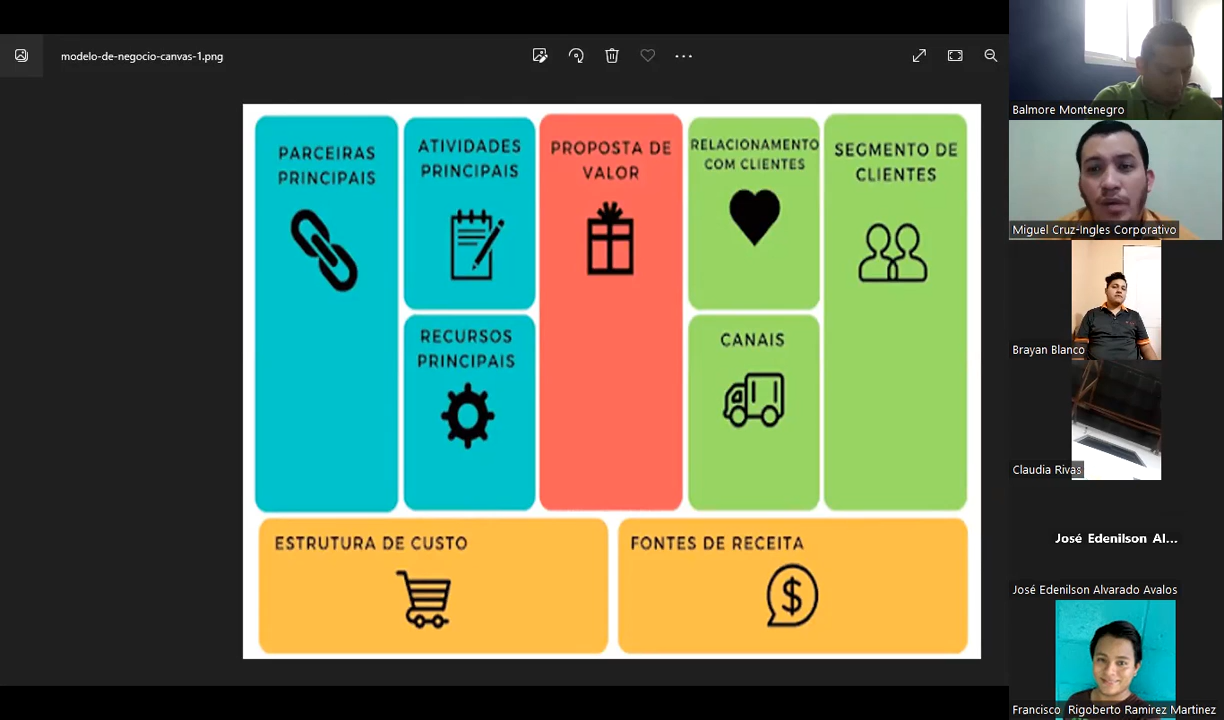 modelo-de-negocio-canvas-1.png
PARCEIRAS
PRINCIPAIS
ATIVIDADES
PRINCIPAIS
RECURSOS
PRINCIPAIS
PROPOSTA DE
VALOR
RELACIONAMENTO
COM CLIENTES
CANAIS
SEGMENTO DE
CLIENTES
ESTRUTURA DE CUSTO
FONTES DE RECEITA
$
Balmore Montenegro
Miguel Cruz-Ingles Corporativo
Brayan Blanco
Claudia Rivas
José Edenilson Al...
José Edenilson Alvarado Avalos
Francisco Rigoberto Ramirez Martinez